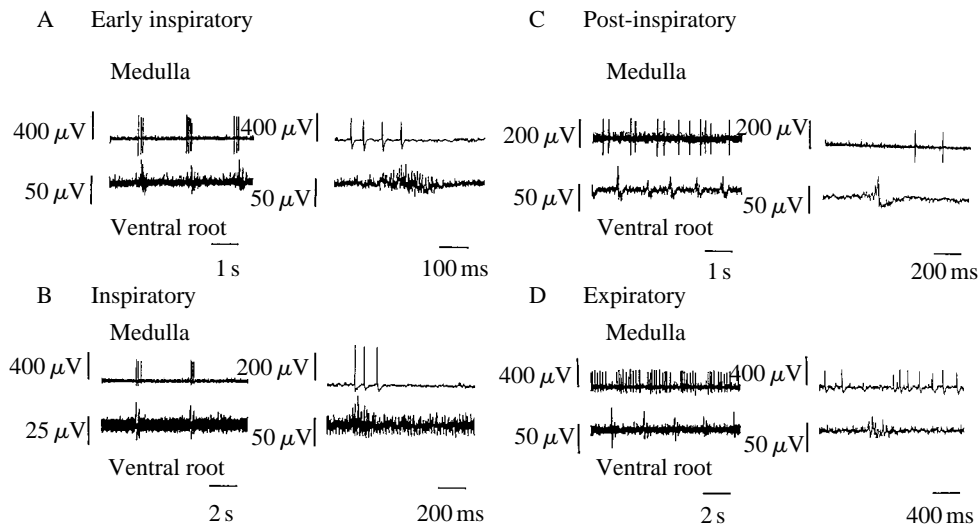 A Early inspiratory
Medulla
400 μV 400 μV
50 μV 50 μV
Ventral root
1 s 100 ms
B Inspiratory
Medulla
400 μV 200 μV
25 μV 50 μV
Ventral root
2 s 200 ms
C Post-inspiratory
Medulla
200 μV 200 μV
50 μV 50 μV
Ventral root
1 s 200 ms
D Expiratory
Medulla
400 μV 400 μV
50 μV 50 μV
Ventral root
2 s 400 ms